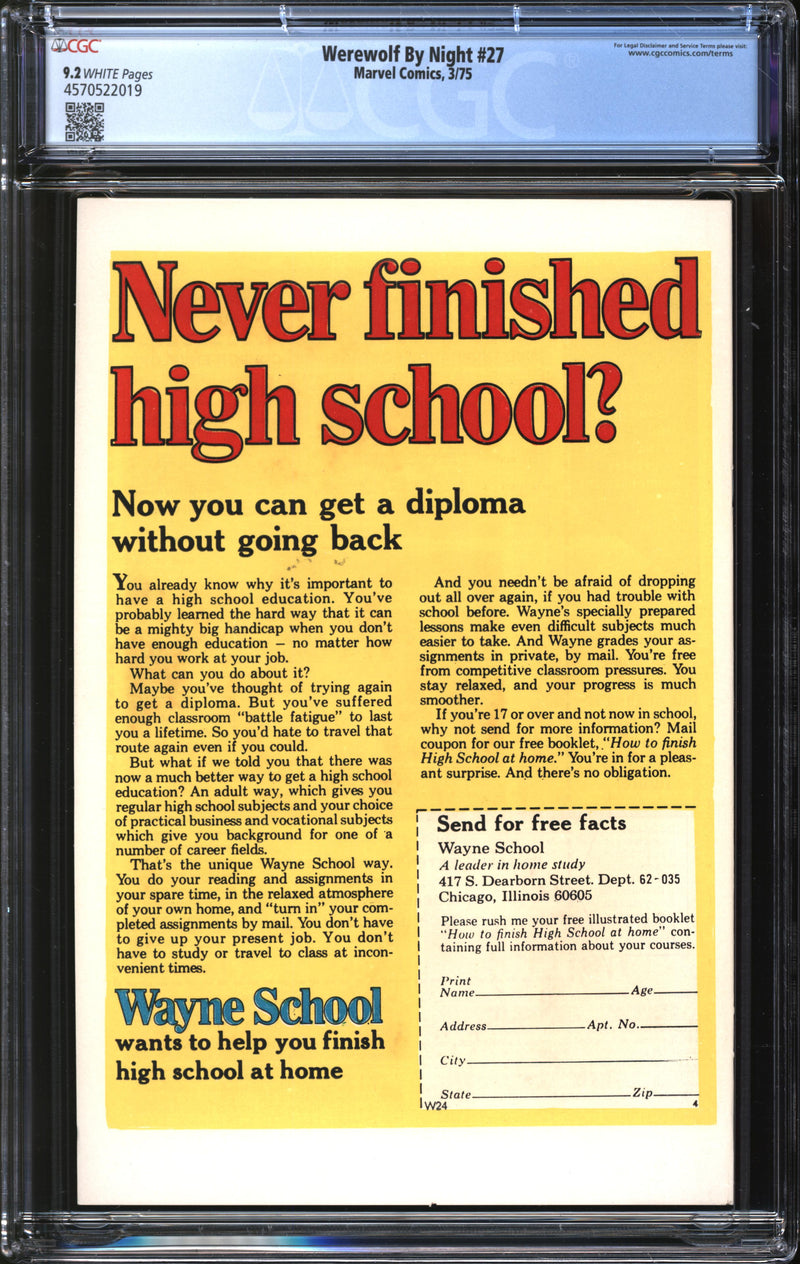 CGC
9.2 WHITE Pages
4570522019
Werewolf By Night #27
Marvel Comics, 3/75
For Legal Disclaimer and Service Terms please visit:
www.cgccomics.com/terms
CGC
Never finished
high school?
Now you can get a diploma
without going back
You already know why it's important to
have a high school education. You've
probably learned the hard way that it can
be a mighty big handicap when you don't
have enough education — no matter how
hard you work at your job.
What can you do about it?
Maybe you've thought of trying again
to get a diploma. But you've suffered
enough classroom "battle fatigue" to last
you a lifetime. So you'd hate to travel that
route again even if you could.
But what if we told you that there was
now a much better way to get a high school
education? An adult way, which gives you
regular high school subjects and your choice
of practical business and vocational subjects
which give you background for one of a
number of career fields.
That's the unique Wayne School way.
You do your reading and assignments in
your spare time, in the relaxed atmosphere
of your own home, and "turn in" your com-
pleted assignments by mail. You don't have
to give up your present job. You don't
have to study or travel to class at incon-
venient times.
Wayne School
wants to help you finish
high school at home
And you needn't be afraid of dropping
out all over again, if you had trouble with
school before. Wayne's specially prepared
lessons make even difficult subjects much
easier to take. And Wayne grades your as-
signments in private, by mail. You're free
from competitive classroom pressures. You
stay relaxed, and your progress is much
smoother.
If you're 17 or over and not now in school,
why not send for more information? Mail
coupon for our free booklet, "How to finish
High School at home." You're in for a pleas-
ant surprise. And there's no obligation.
Send for free facts
Wayne School
A leader in home study
417 S. Dearborn Street. Dept. 62-035
Chicago, Illinois 60605
Please rush me your free illustrated booklet
"How to finish High School at home" con-
taining full information about your courses.
Print
Name Age
Address Apt. No.
City
State Zip
W24 4